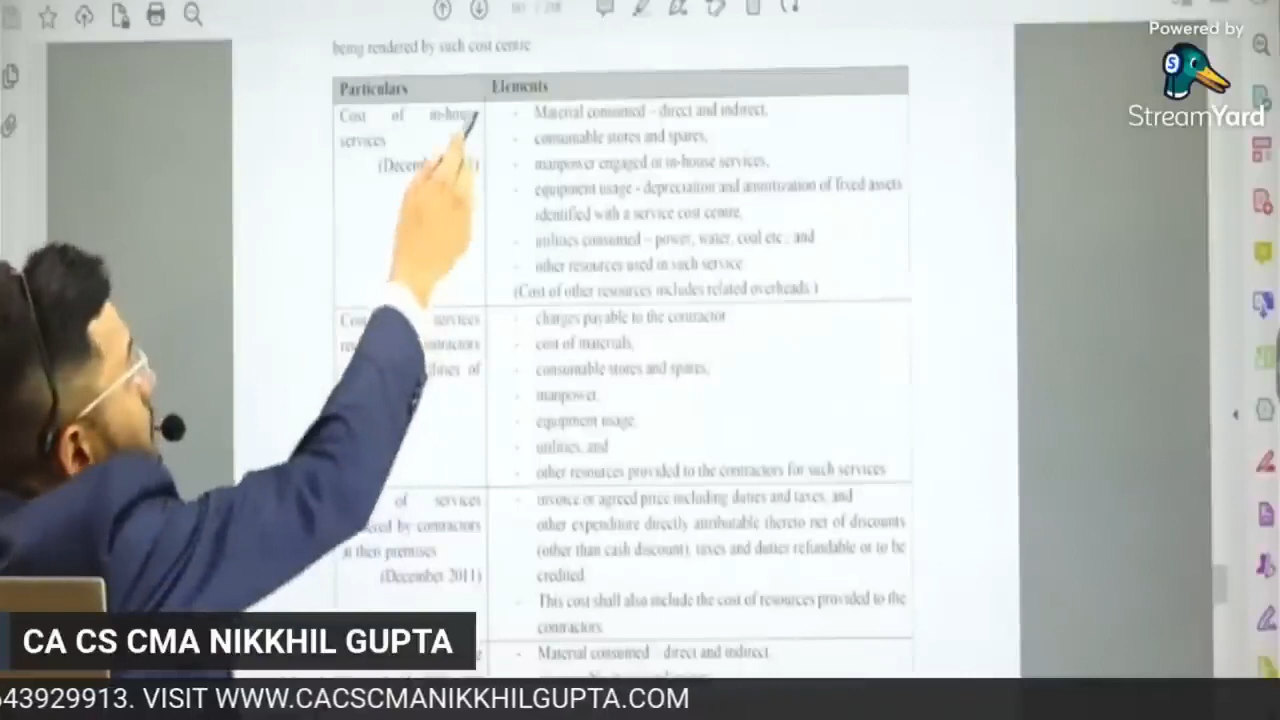 Powered by
StreamYard
being rendered by such cost centre
Particulars Elements
Cost of in-house
services
- Material consumed – direct and indirect,
- consumable stores and spares,
- manpower engaged or in-house services,
- equipment usage - depreciation and amortization of fixed assets
identified with a service cost centre,
- utilities consumed – power, water, coal etc., and
- other resources used in such service
(Cost of other resources includes related overheads.)
services
- charges payable to the contractor
- cost of materials,
- consumable stores and spares,
- manpower,
- equipment usage,
- utilities, and
- other resources provided to the contractors for such services
of services
by contractors
at their premises
(December 2011)
- invoice or agreed price including duties and taxes, and
other expenditure directly attributable thereto net of discounts
(other than cash discount), taxes and duties refundable or to be
credited.
- This cost shall also include the cost of resources provided to the
contractors.
- Material consumed – direct and indirect
CA CS CMA NIKKHIL GUPTA
643929913. VISIT WWW.CACSCMANIKKHILGUPTA.COM